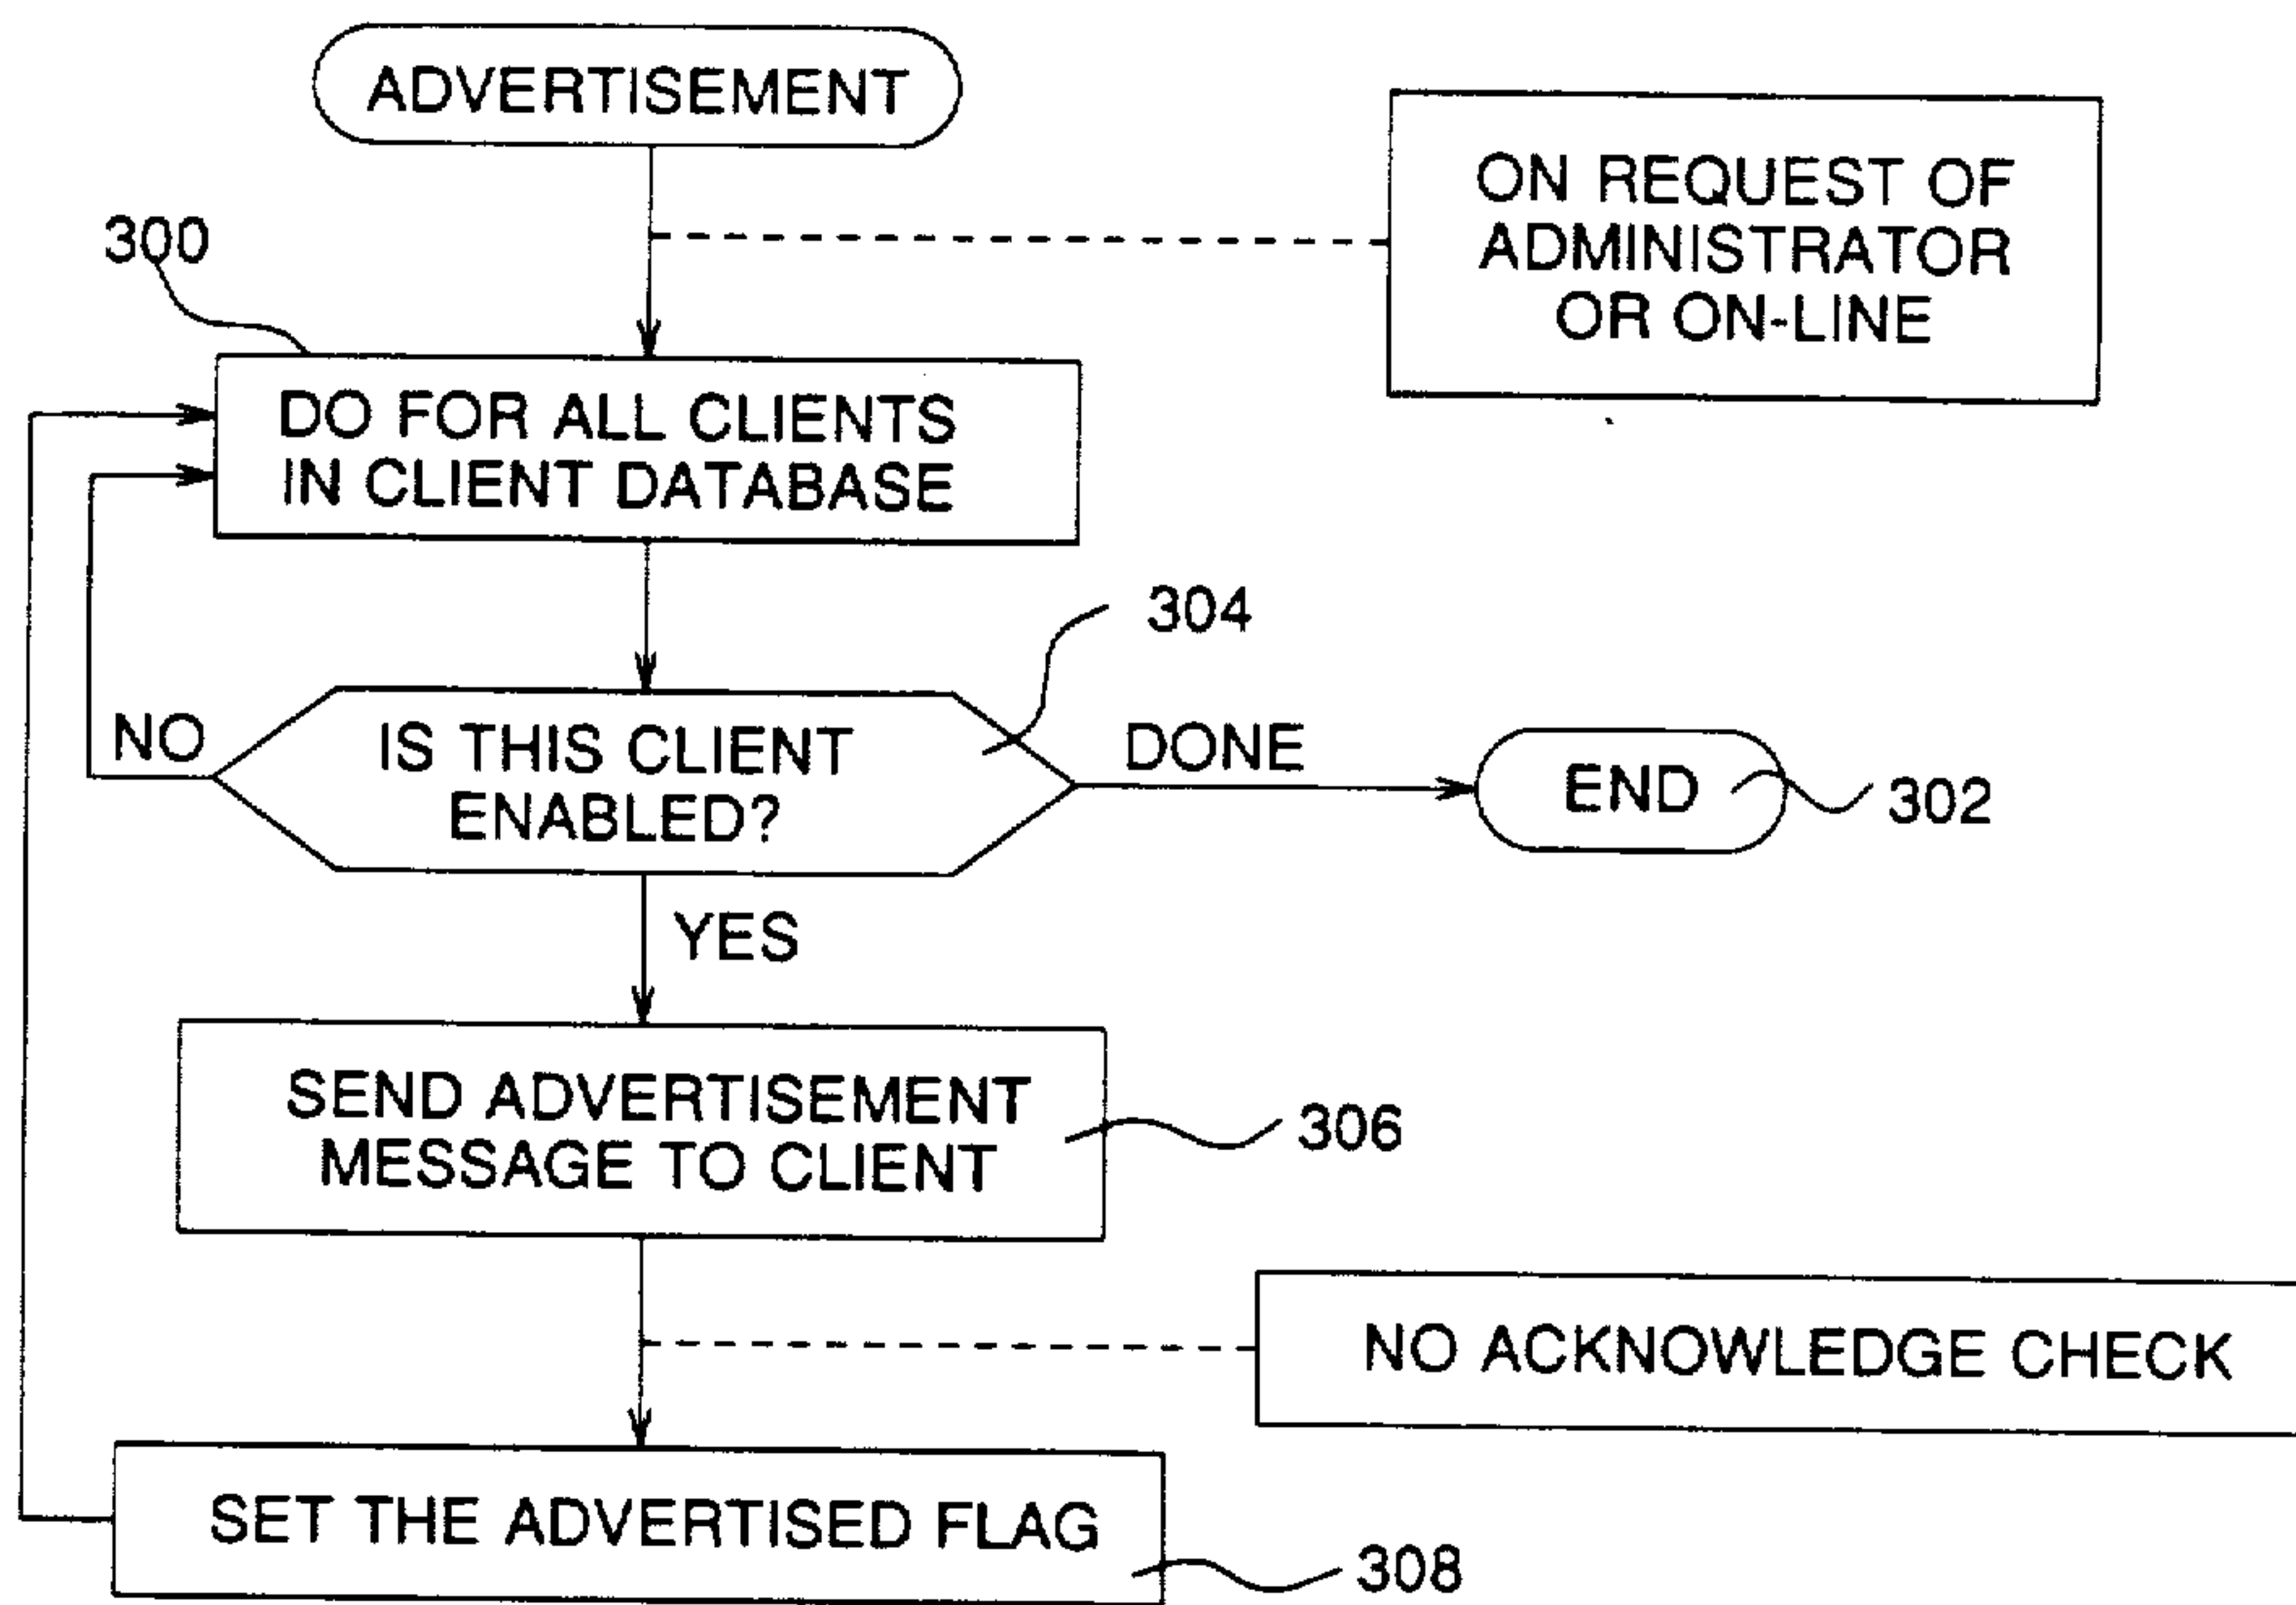 ADVERTISEMENT
ON REQUEST OF
ADMINISTRATOR
OR ON-LINE
300
DO FOR ALL CLIENTS
IN CLIENT DATABASE
304
NO
IS THIS CLIENT
ENABLED?
DONE
END
302
YES
SEND ADVERTISEMENT
MESSAGE TO CLIENT
306
NO ACKNOWLEDGE CHECK
SET THE ADVERTISED FLAG
308